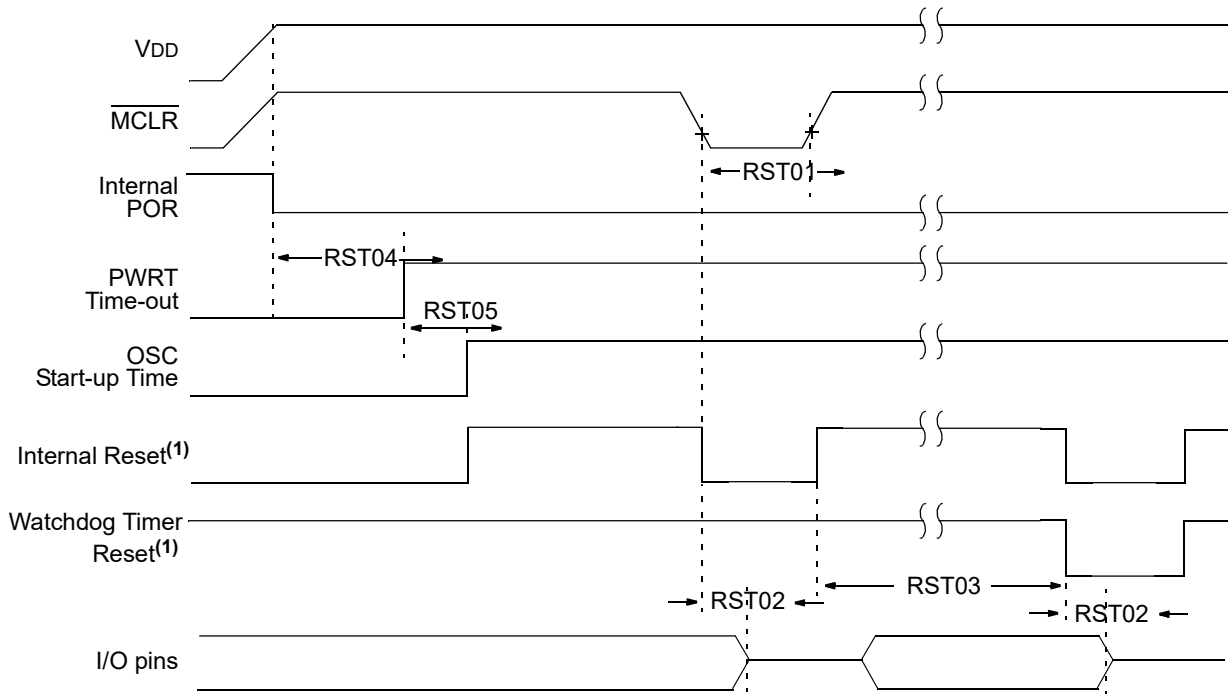 VDD
MCLR
RST01
Internal
POR
RST04
PWRT
Time-out
RST05
OSC
Start-up Time
Internal Reset(1)
Watchdog Timer
Reset(1)
RST03
RST02
RST02
I/O pins